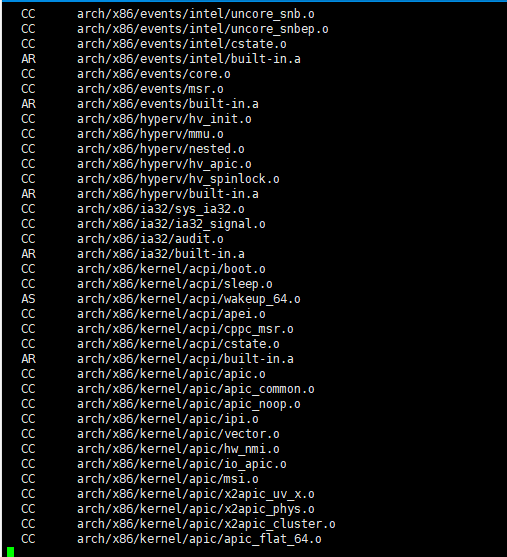 CC arch/x86/events/intel/uncore_snb.o
CC arch/x86/events/intel/uncore_snbep.o
CC arch/x86/events/intel/cstate.o
AR arch/x86/events/intel/built-in.a
CC arch/x86/events/core.o
CC arch/x86/events/msr.o
AR arch/x86/events/built-in.a
CC arch/x86/hyperv/hv_init.o
CC arch/x86/hyperv/mmu.o
CC arch/x86/hyperv/nested.o
CC arch/x86/hyperv/hv_apic.o
CC arch/x86/hyperv/hv_spinlock.o
AR arch/x86/hyperv/built-in.a
CC arch/x86/ia32/sys_ia32.o
CC arch/x86/ia32/ia32_signal.o
CC arch/x86/ia32/audit.o
AR arch/x86/ia32/built-in.a
CC arch/x86/kernel/acpi/boot.o
CC arch/x86/kernel/acpi/sleep.o
AS arch/x86/kernel/acpi/wakeup_64.o
CC arch/x86/kernel/acpi/apei.o
CC arch/x86/kernel/acpi/cppc_msr.o
CC arch/x86/kernel/acpi/cstate.o
AR arch/x86/kernel/acpi/built-in.a
CC arch/x86/kernel/apic/apic.o
CC arch/x86/kernel/apic/apic_common.o
CC arch/x86/kernel/apic/apic_noop.o
CC arch/x86/kernel/apic/ipi.o
CC arch/x86/kernel/apic/vector.o
CC arch/x86/kernel/apic/hw_nmi.o
CC arch/x86/kernel/apic/io_apic.o
CC arch/x86/kernel/apic/msi.o
CC arch/x86/kernel/apic/x2apic_uv_x.o
CC arch/x86/kernel/apic/x2apic_phys.o
CC arch/x86/kernel/apic/x2apic_cluster.o
CC arch/x86/kernel/apic/apic_flat_64.o